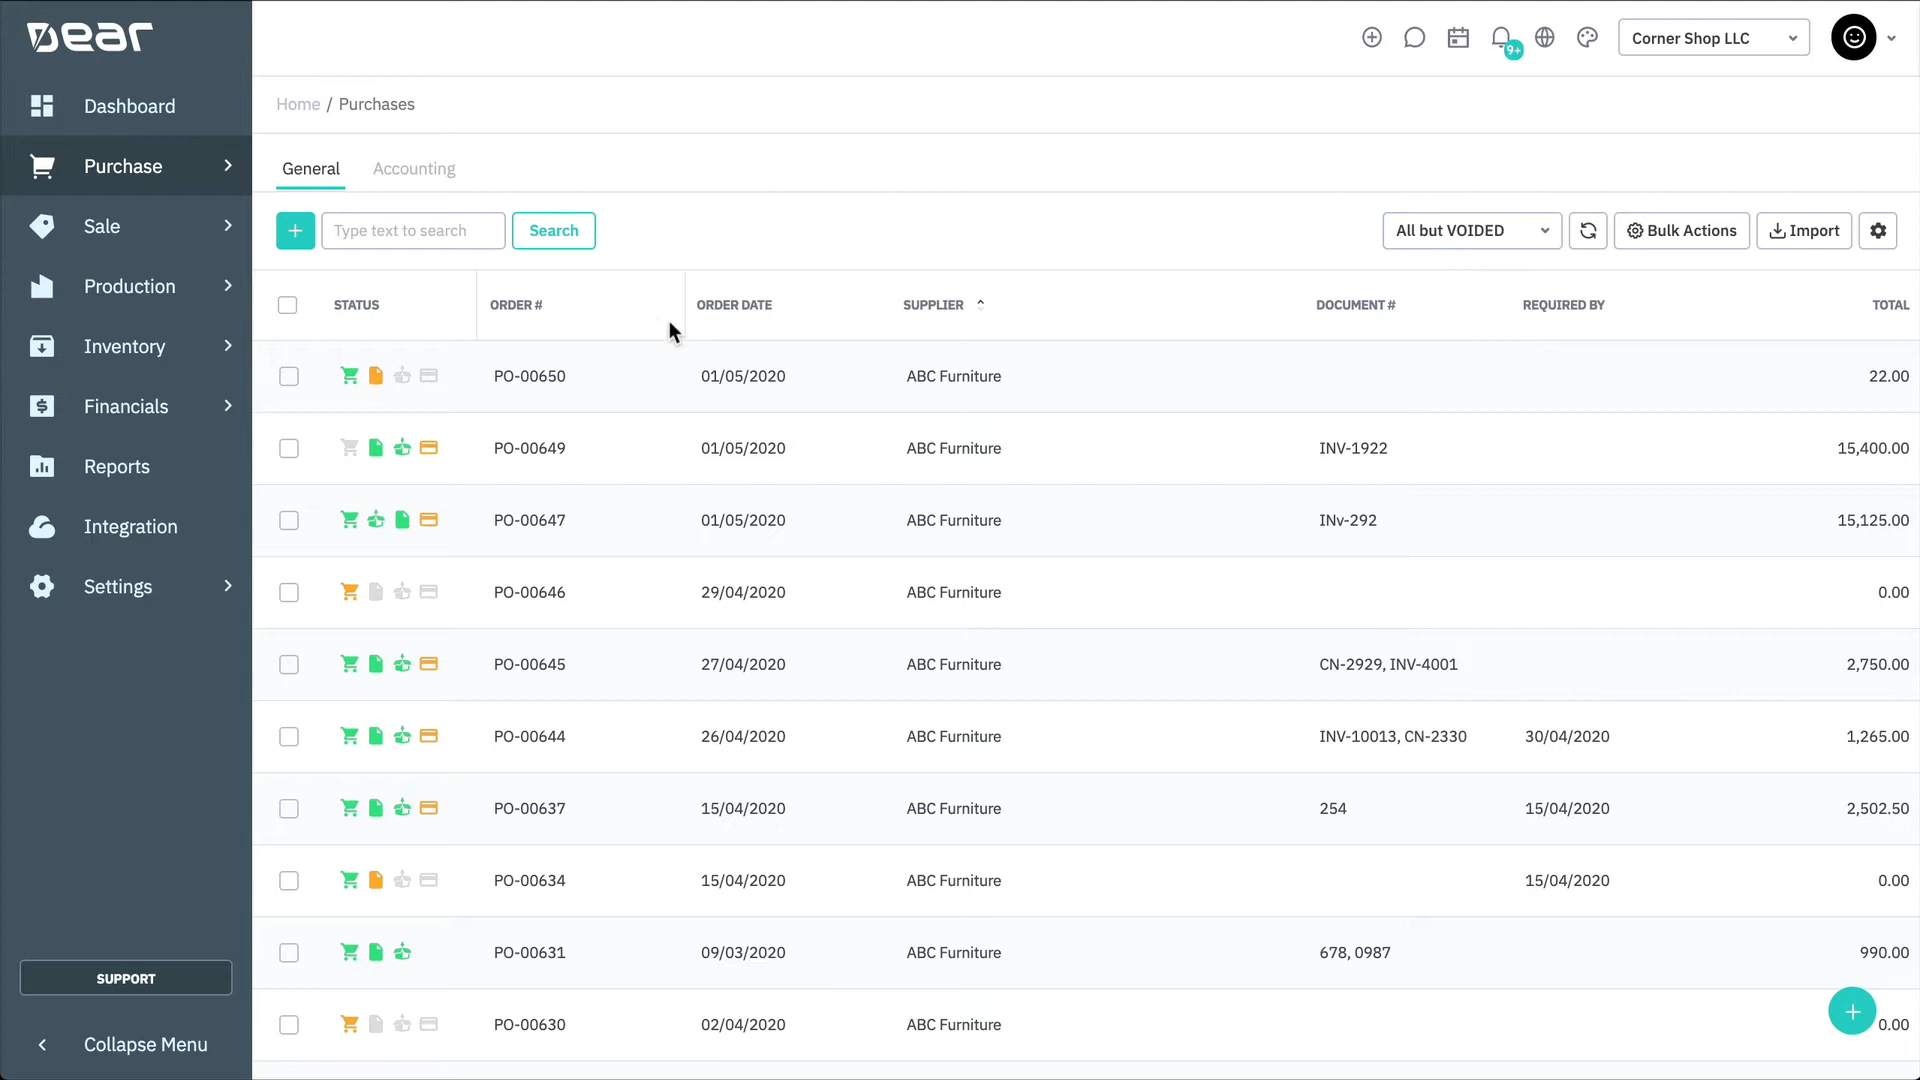 Dear
Corner Shop LLC
9+
Dashboard
Purchase
Sale
Production
Inventory
Financials
Reports
Integration
Settings
SUPPORT
Collapse Menu
Home / Purchases
General Accounting
+ Type text to search Search All but VOIDED Bulk Actions Import
STATUS ORDER # ORDER DATE SUPPLIER DOCUMENT # REQUIRED BY TOTAL
PO-00650 01/05/2020 ABC Furniture 22.00
PO-00649 01/05/2020 ABC Furniture INV-1922 15,400.00
PO-00647 01/05/2020 ABC Furniture INv-292 15,125.00
PO-00646 29/04/2020 ABC Furniture 0.00
PO-00645 27/04/2020 ABC Furniture CN-2929, INV-4001 2,750.00
PO-00644 26/04/2020 ABC Furniture INV-10013, CN-2330 30/04/2020 1,265.00
PO-00637 15/04/2020 ABC Furniture 254 15/04/2020 2,502.50
PO-00634 15/04/2020 ABC Furniture 15/04/2020 0.00
PO-00631 09/03/2020 ABC Furniture 678, 0987 990.00
PO-00630 02/04/2020 ABC Furniture 0.00
+